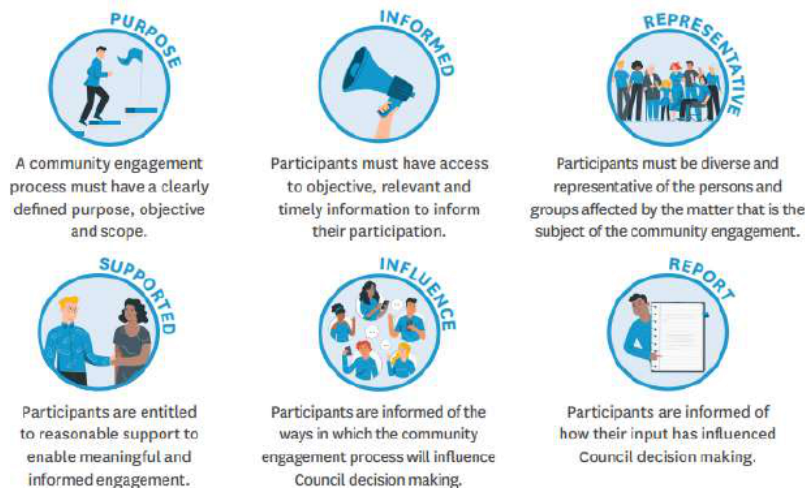 PURPOSE
A community engagement
process must have a clearly
defined purpose, objective
and scope.
INFORMED
Participants must have access
to objective, relevant and
timely information to inform
their participation.
REPRESENTATIVE
Participants must be diverse and
representative of the persons and
groups affected by the matter that is the
subject of the community engagement.
SUPPORTED
Participants are entitled
to reasonable support to
enable meaningful and
informed engagement.
INFLUENCE
Participants are informed of the
ways in which the community
engagement process will influence
Council decision making.
REPORT
Participants are informed of
how their input has influenced
Council decision making.